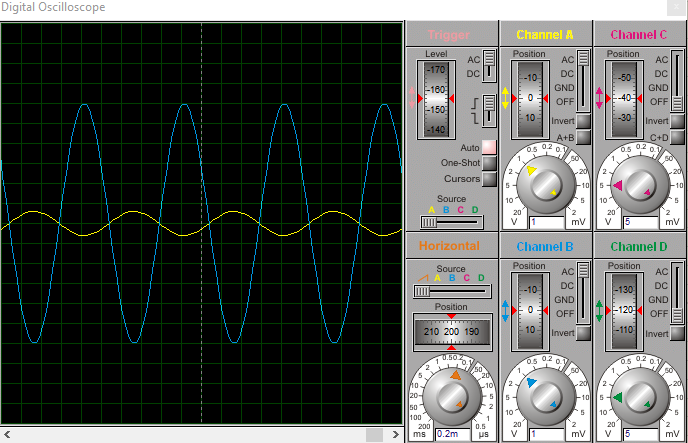 Digital Oscilloscope
Trigger
Level
-170
-160
-150
-140
AC
DC
Auto
One-Shot
Cursors
Source
A B C D
Channel A
Position
10
0
10
AC
DC
GND
OFF
Invert
A+B
V
1
mV
Channel C
Position
-50
-40
-30
AC
DC
GND
OFF
Invert
C+D
V
5
mV
Horizontal
Source
A B C D
Position
210 200 190
ms
0.2m
µs
Channel B
Position
10
0
10
AC
DC
GND
OFF
Invert
V
1
mV
Channel D
Position
-130
-120
-110
AC
DC
GND
OFF
Invert
V
5
mV